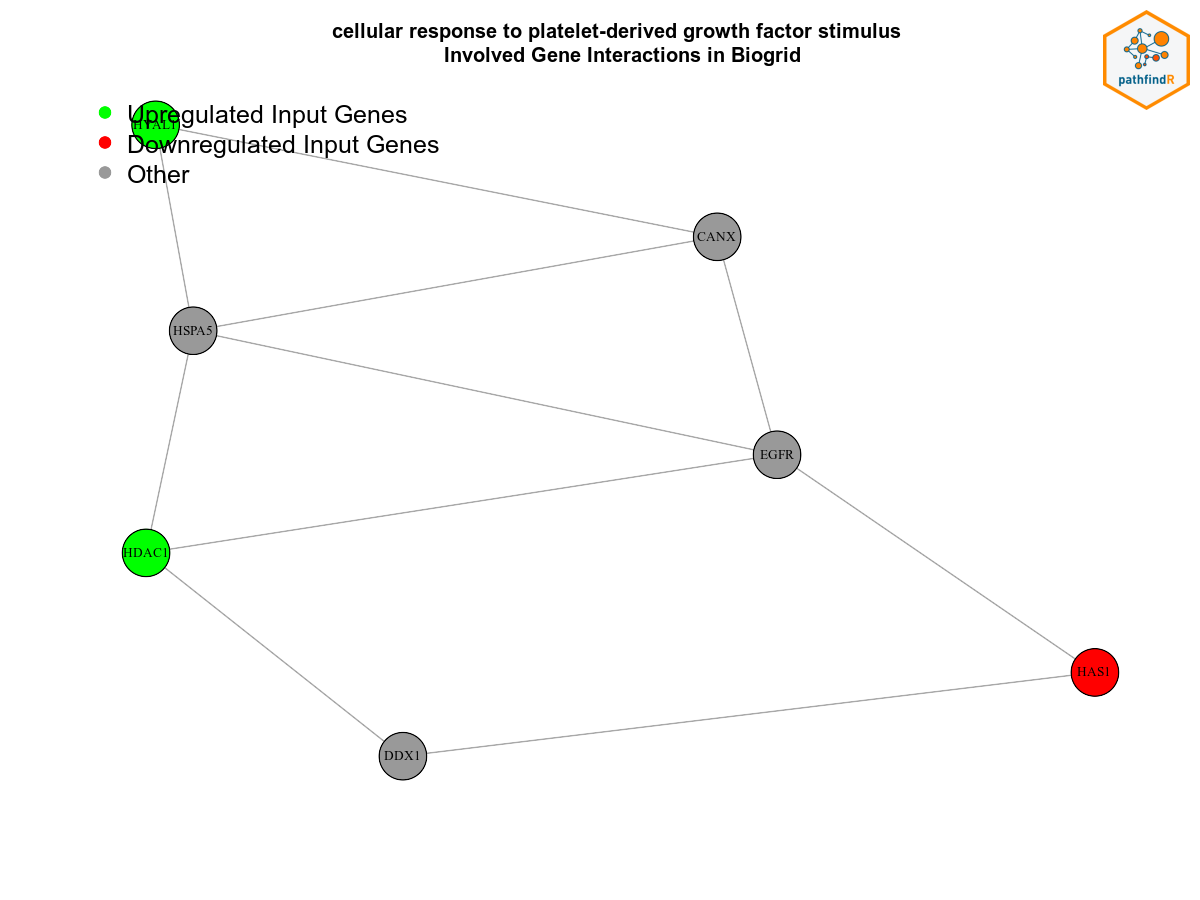 cellular response to platelet-derived growth factor stimulus
Involved Gene Interactions in Biogrid
pathfindR
Upregulated Input Genes
HYAL1
Downregulated Input Genes
Other
CANX
HSPA5
EGFR
HDAC1
HAS1
DDX1